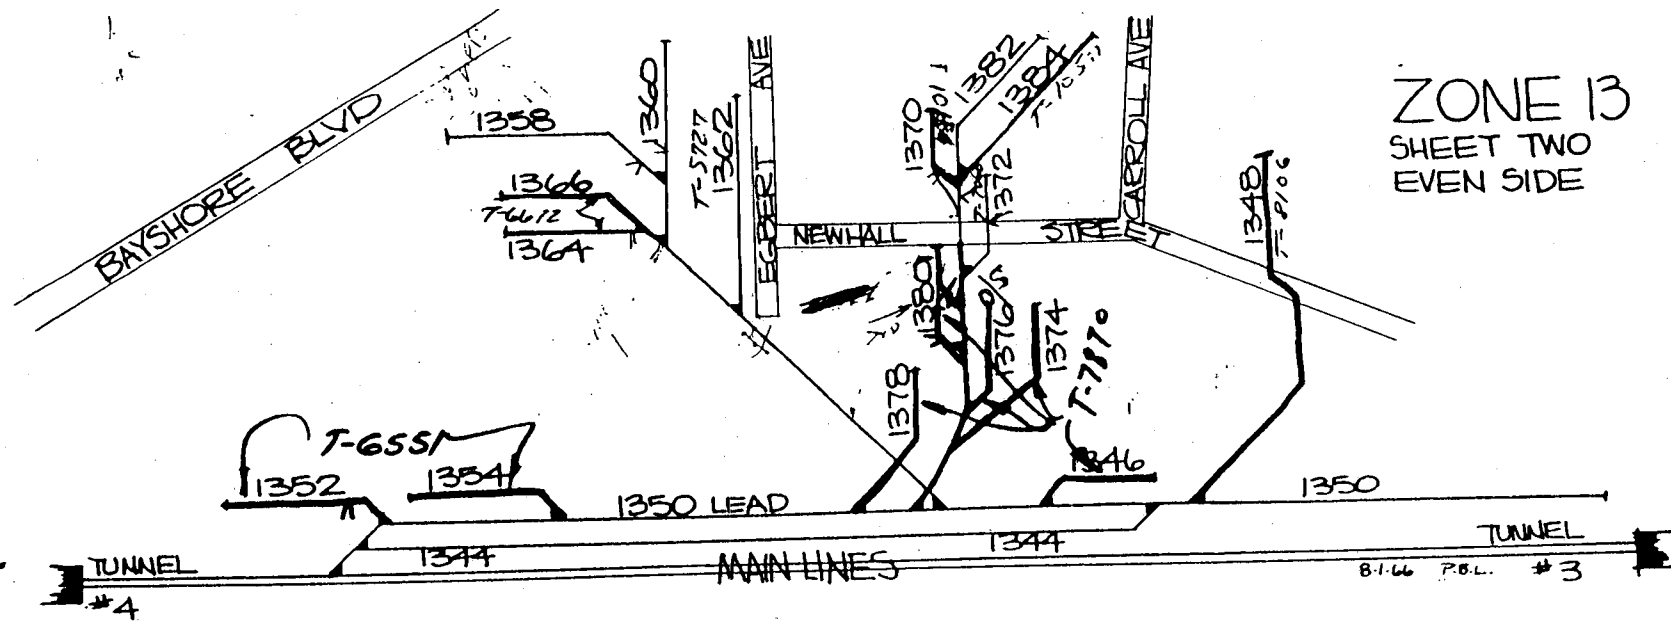 ZONE 13
SHEET TWO
EVEN SIDE
BAYSHORE BLVD
1358
1360
T-5727
1362
EGBERT AVE
1366
T-6612
1364
1370
1382
1384
CARROLL AVE
1372
NEWHALL STREET
1348
T-8106
1380
1376
1374
T-7870
1378
T-6551
1352
1354
1346
1350 LEAD
1350
1344
1344
MAIN LINES
TUNNEL
#4
TUNNEL
#3
8-1-66 P.B.L.